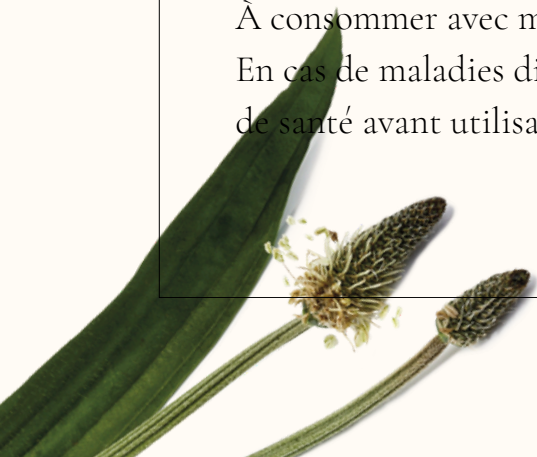 À consommer avec
En cas de maladies
de santé avant